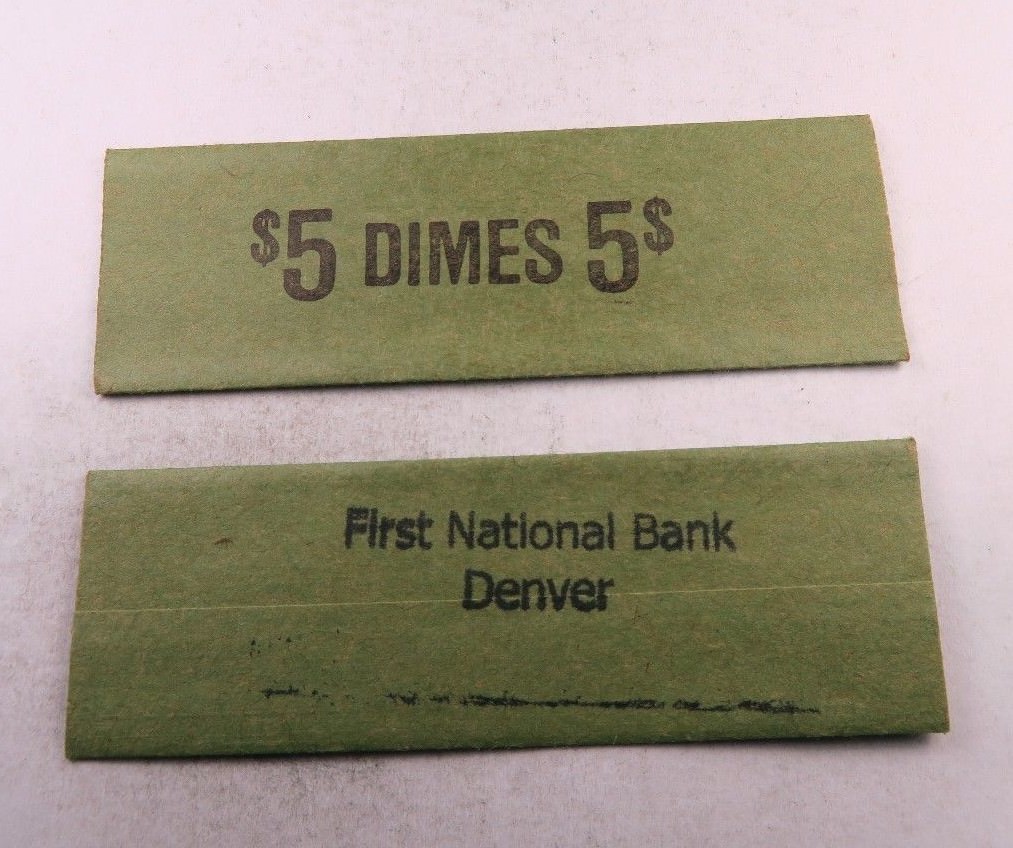 $5 DIMES 5$
First National Bank
Denver